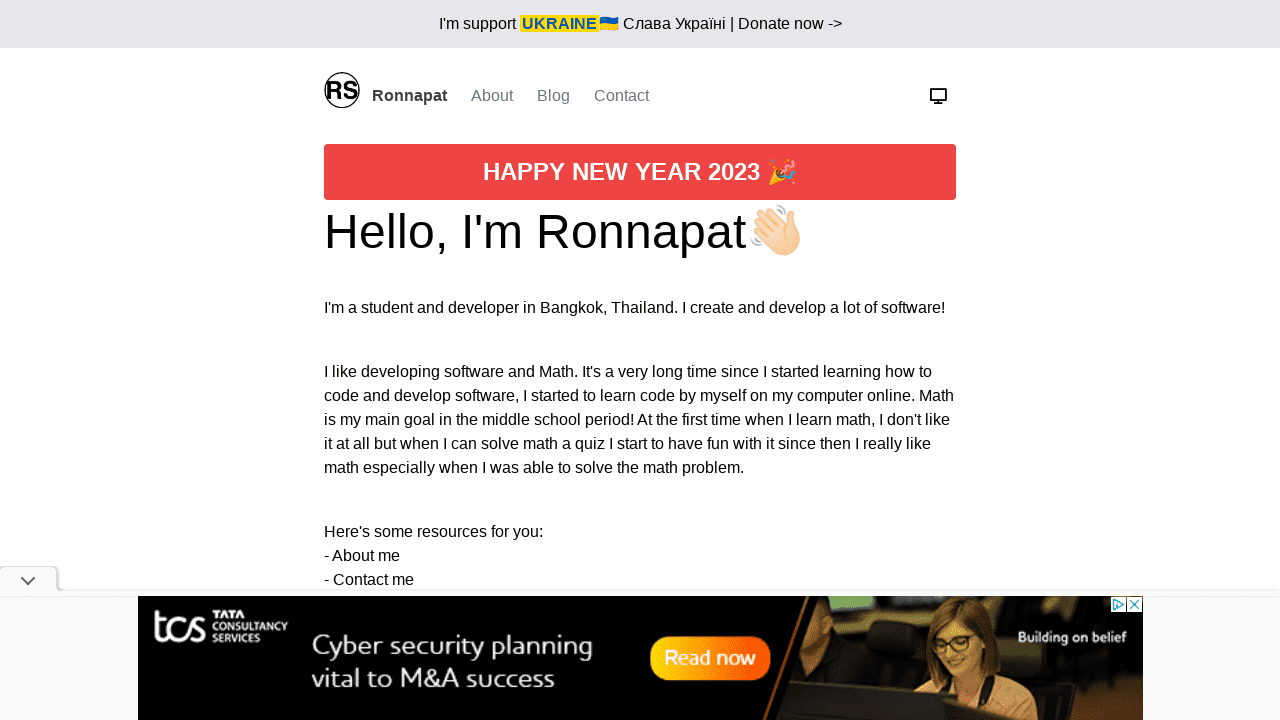 I'm support UKRAINE🇺🇦 Слава Україні | Donate now ->
RS Ronnapat About Blog Contact
HAPPY NEW YEAR 2023 🎉
Hello, I'm Ronnapat👋🏻
I'm a student and developer in Bangkok, Thailand. I create and develop a lot of software!
I like developing software and Math. It's a very long time since I started learning how to
code and develop software, I started to learn code by myself on my computer online. Math
is my main goal in the middle school period! At the first time when I learn math, I don't like
it at all but when I can solve math a quiz I start to have fun with it since then I really like
math especially when I was able to solve the math problem.
Here's some resources for you:
- About me
- Contact me
tcs TATA
CONSULTANCY
SERVICES
Cyber security planning
vital to M&A success
Read now
Building on belief